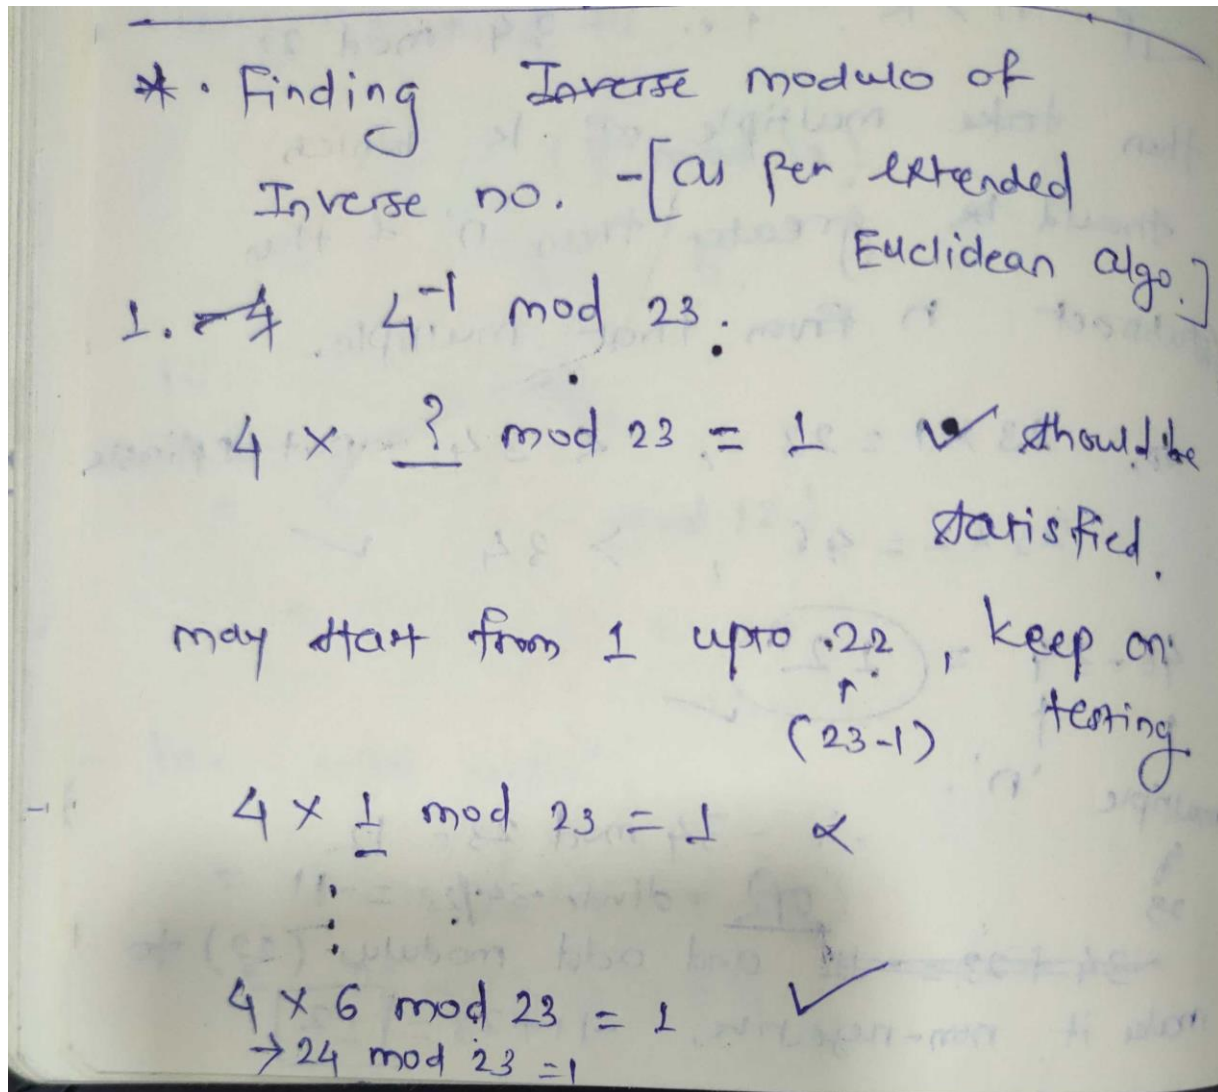 *. Finding Inverse modulo of
Inverse no. -[as per extended
Euclidean algo.]
1. 4 4⁻¹ mod 23.
4 × ? mod 23 = 1 ✓ should be
satisfied.
may start from 1 upto 22, keep on
↑
(23-1) testing
4 × 1 mod 23 = 1 ×
⋮
4 × 6 mod 23 = 1 ✓
→ 24 mod 23 = 1